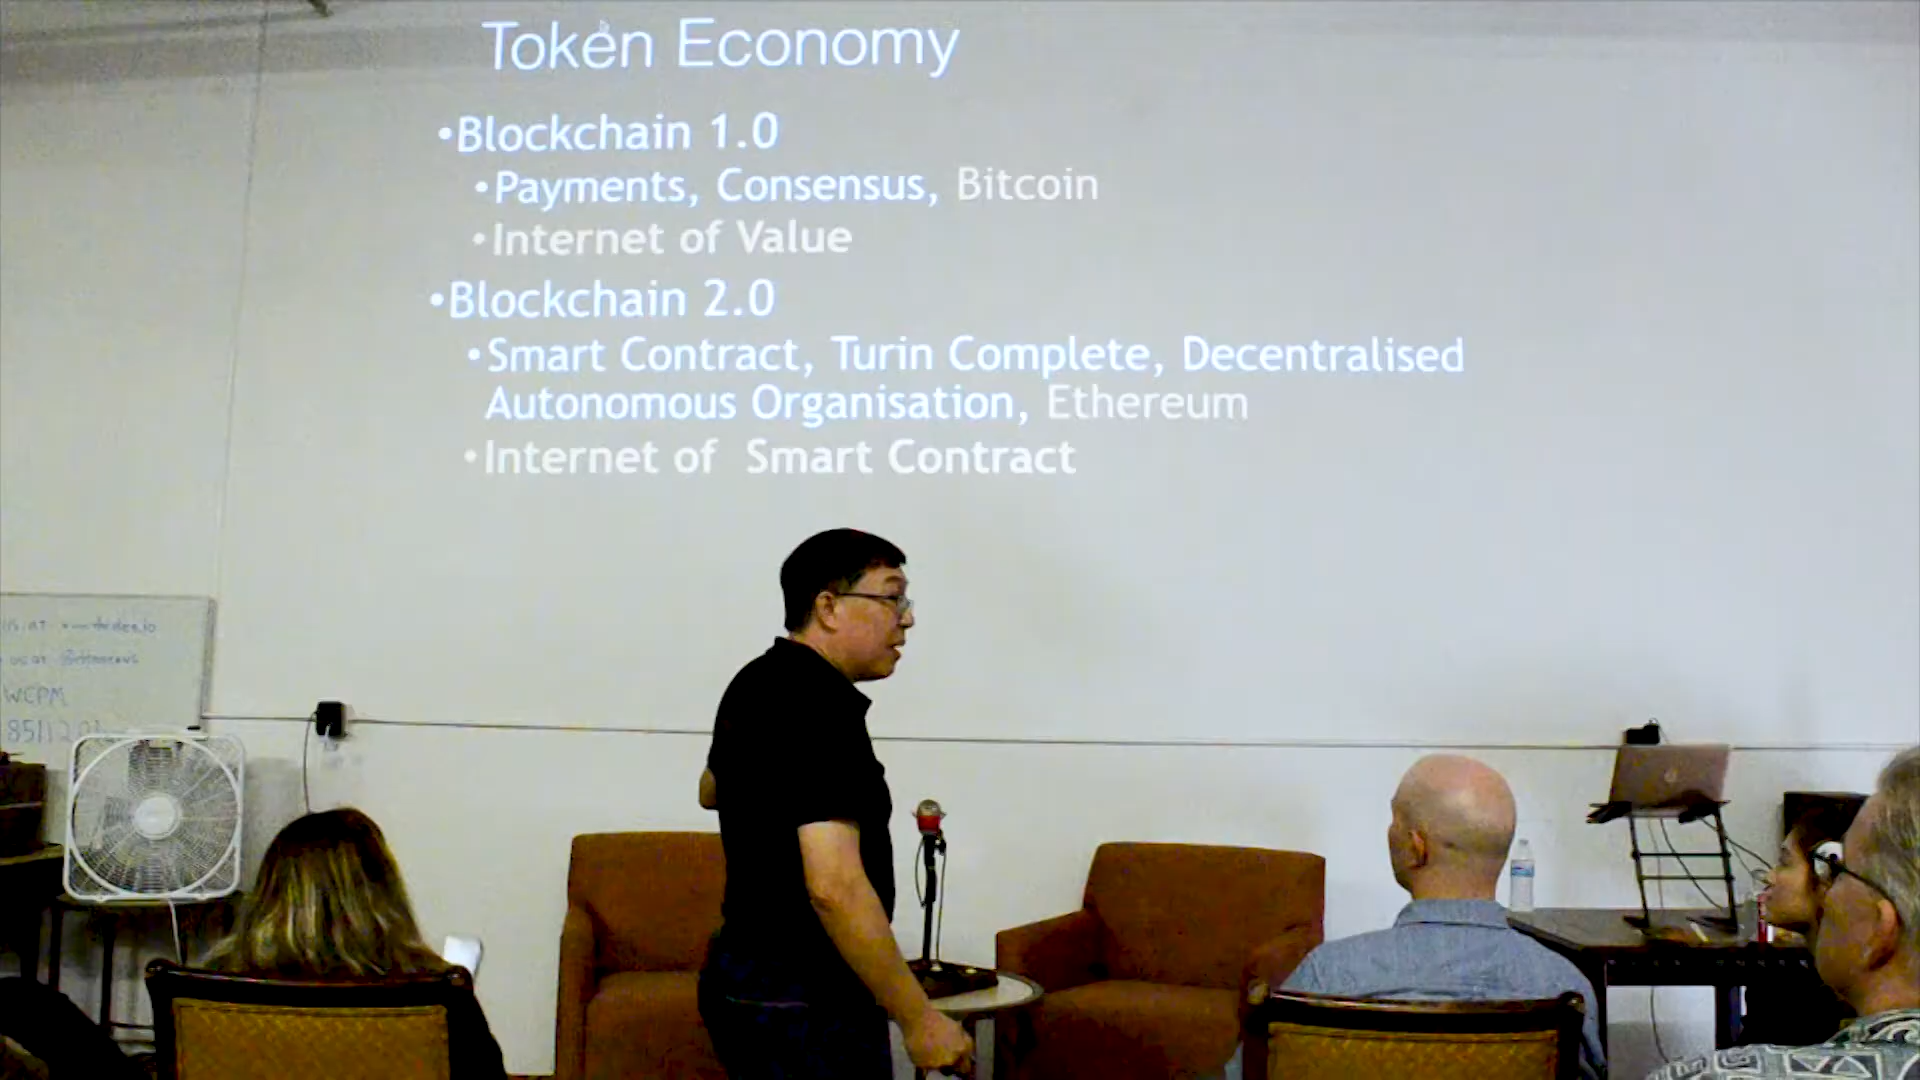 Token Economy
•Blockchain 1.0
•Payments, Consensus, Bitcoin
•Internet of Value
•Blockchain 2.0
•Smart Contract, Turin Complete, Decentralised
Autonomous Organisation, Ethereum
•Internet of Smart Contract
WCPM